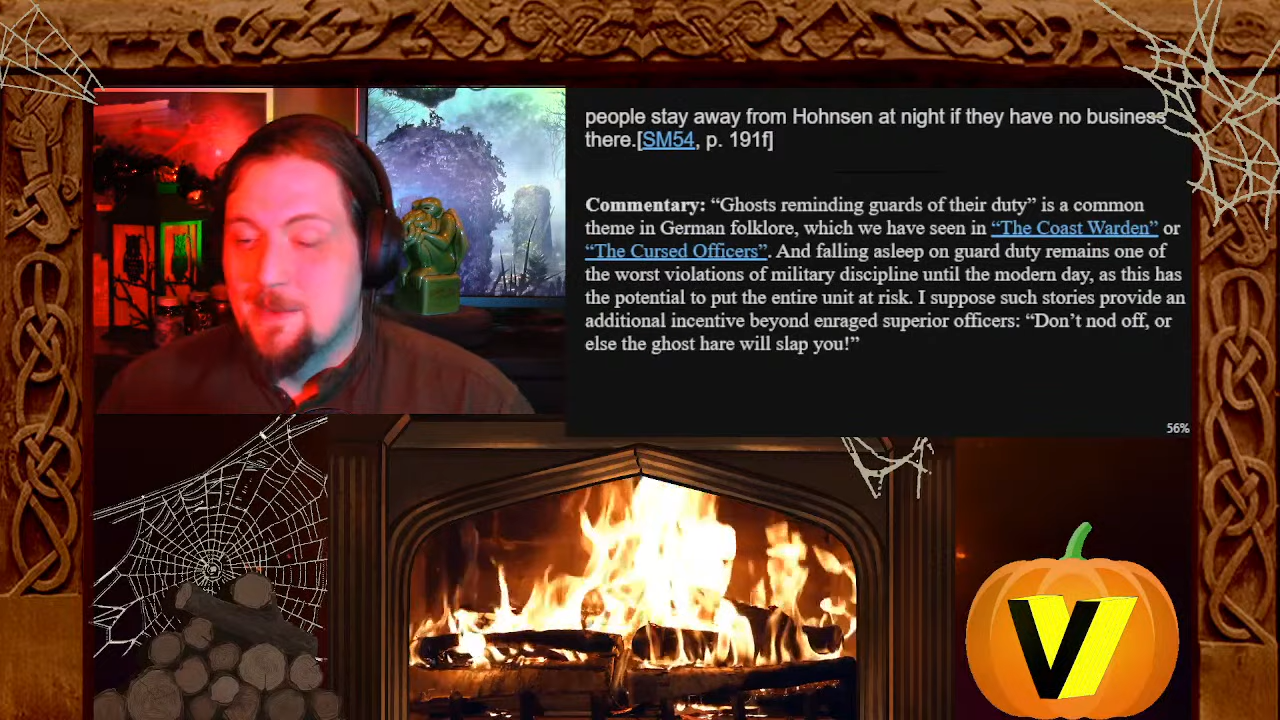 people stay away from Hohnsen at night if they have no business
there.[SM54, p. 191f]
Commentary: “Ghosts reminding guards of their duty” is a common
theme in German folklore, which we have seen in “The Coast Warden” or
“The Cursed Officers”. And falling asleep on guard duty remains one of
the worst violations of military discipline until the modern day, as this has
the potential to put the entire unit at risk. I suppose such stories provide an
additional incentive beyond enraged superior officers: “Don’t nod off, or
else the ghost hare will slap you!”
56%
V